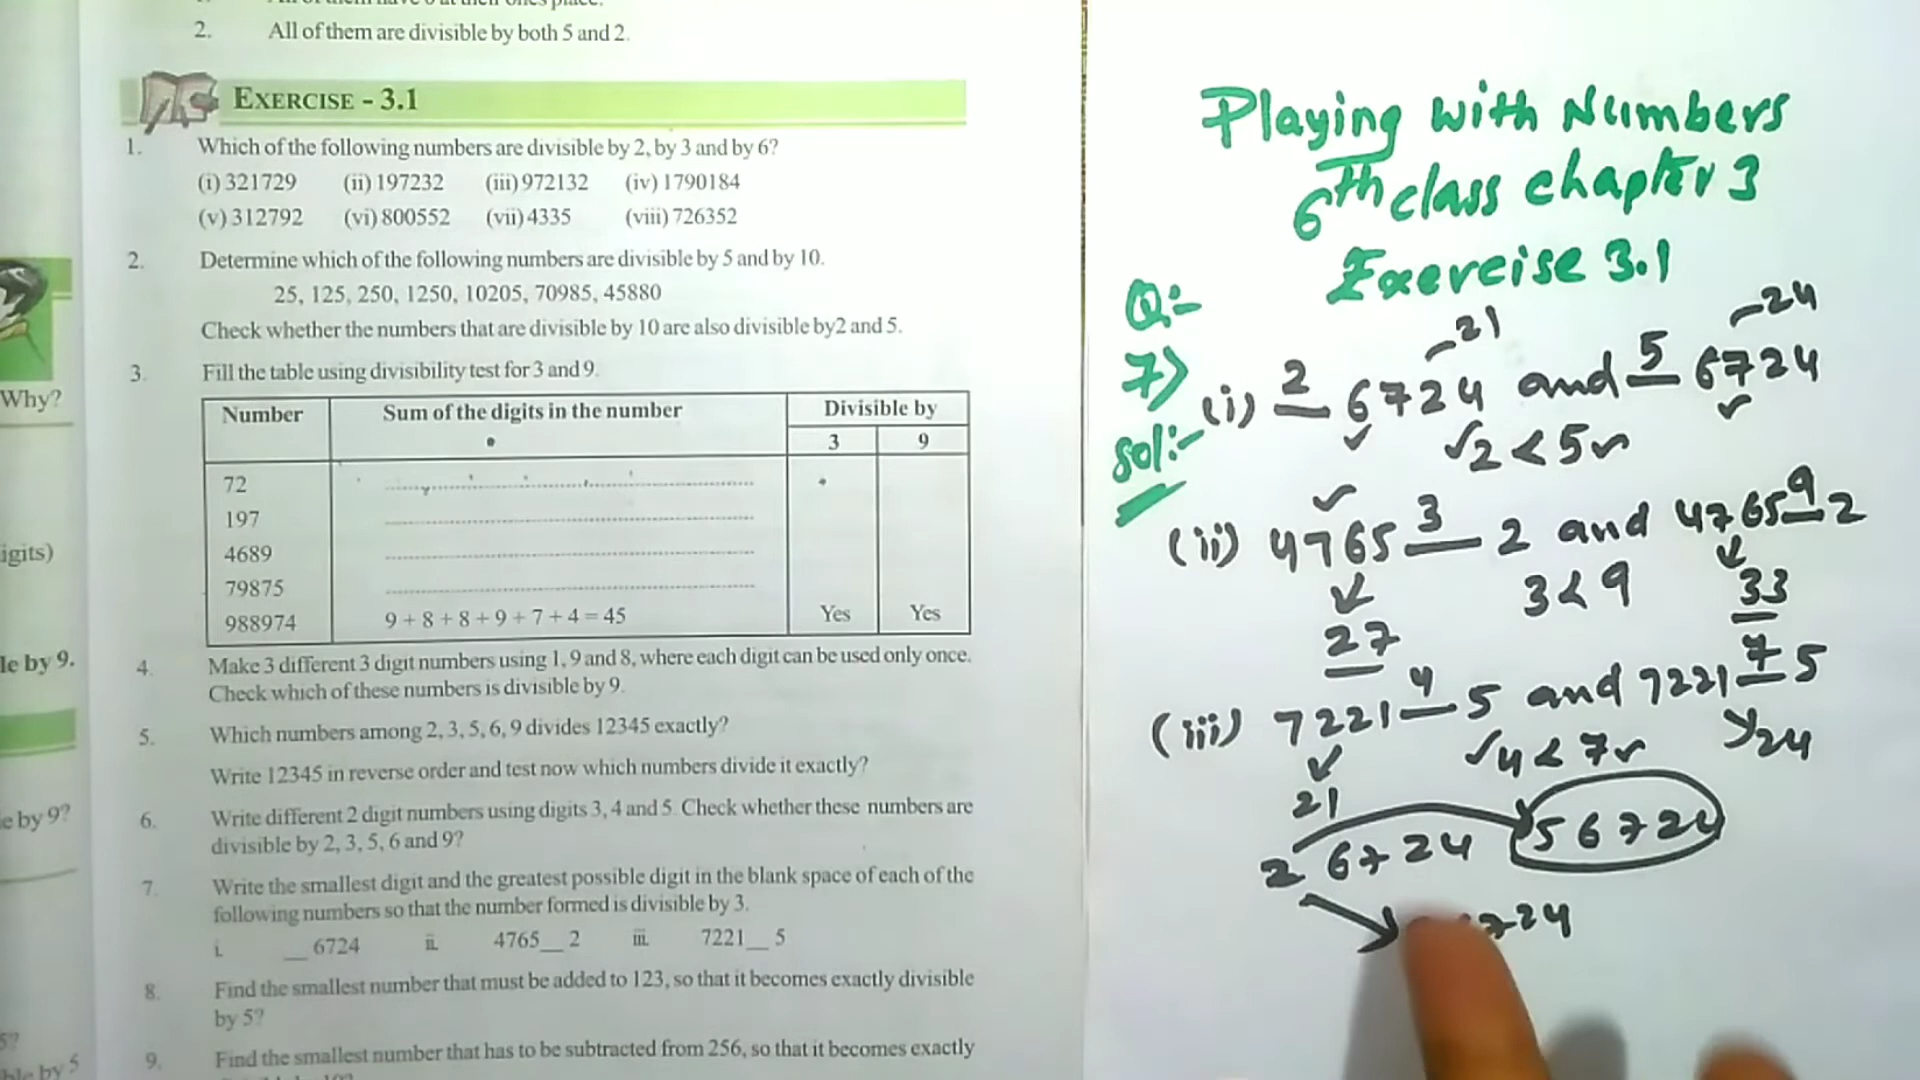 2. All of them are divisible by both 5 and 2.
EXERCISE - 3.1
1. Which of the following numbers are divisible by 2, by 3 and by 6?
(i) 321729 (ii) 197232 (iii) 972132 (iv) 1790184
(v) 312792 (vi) 800552 (vii) 4335 (viii) 726352
2. Determine which of the following numbers are divisible by 5 and by 10.
25, 125, 250, 1250, 10205, 70985, 45880
Check whether the numbers that are divisible by 10 are also divisible by2 and 5.
3. Fill the table using divisibility test for 3 and 9.
Number Sum of the digits in the number Divisible by
3 9
72
197
4689
79875
988974 9 + 8 + 8 + 9 + 7 + 4 = 45 Yes Yes
4. Make 3 different 3 digit numbers using 1, 9 and 8, where each digit can be used only once.
Check which of these numbers is divisible by 9.
5. Which numbers among 2, 3, 5, 6, 9 divides 12345 exactly?
Write 12345 in reverse order and test now which numbers divide it exactly?
6. Write different 2 digit numbers using digits 3, 4 and 5. Check whether these numbers are
divisible by 2, 3, 5, 6 and 9?
7. Write the smallest digit and the greatest possible digit in the blank space of each of the
following numbers so that the number formed is divisible by 3.
i. __ 6724 ii. 4765__ 2 iii. 7221__ 5
8. Find the smallest number that must be added to 123, so that it becomes exactly divisible
by 5?
9. Find the smallest number that has to be subtracted from 256, so that it becomes exactly
Why?
igits)
le by 9.
e by 9?
5?
ble by 5
Playing with Numbers
6th class chapter 3
Exercise 3.1
Q:-
7)
Sol:-
21 24
(i) 2 6724 and 5 6724
2 < 5
(ii) 4765 3 2 and 4765 9 2
3 < 9
27 33
(iii) 7221 4 5 and 7221 7 5
4 < 7
21 24
2 6724 56724
724